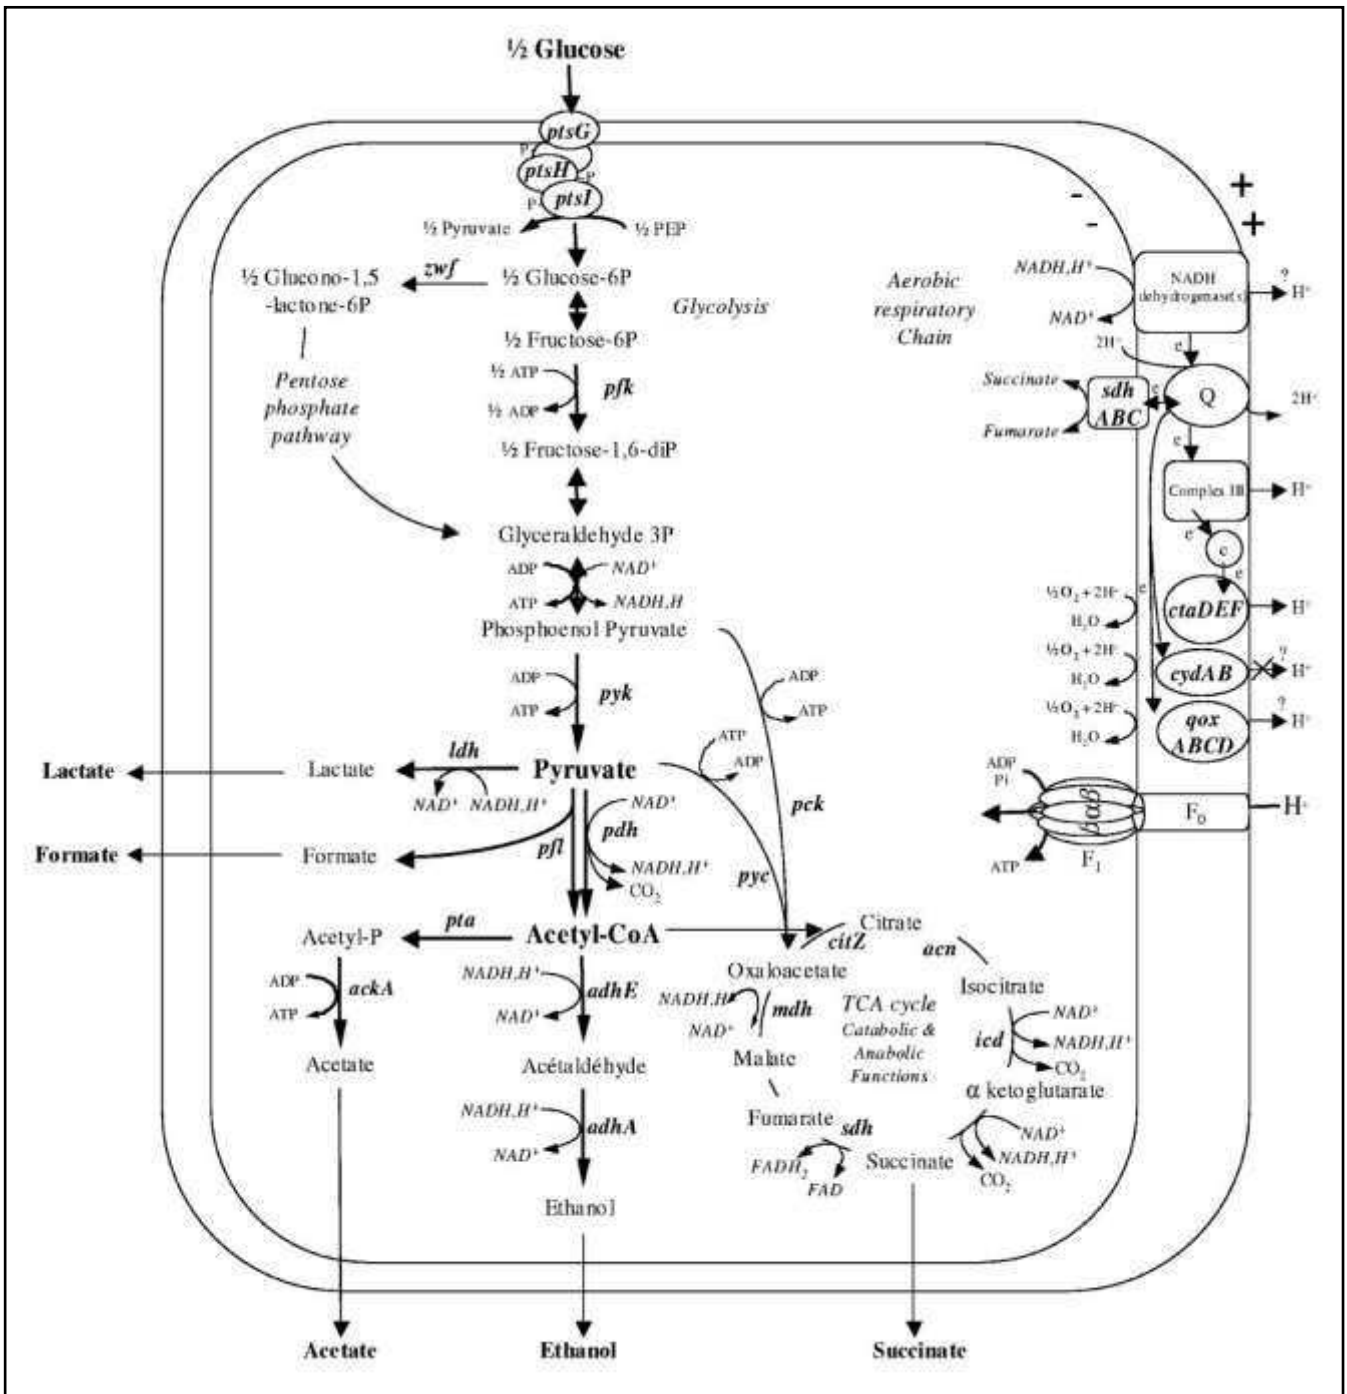 ½ Glucose
ptsG
P
ptsH
P
P
ptsI
½ Pyruvate
½ PEP
½ Glucono-1,5
-lactone-6P
zwf
½ Glucose-6P
Glycolysis
½ Fructose-6P
Pentose
phosphate
pathway
½ ATP
½ ADP
pfk
½ Fructose-1,6-diP
Glyceraldehyde 3P
ADP
NAD⁺
ATP
NADH,H
Phosphoenol Pyruvate
ADP
ATP
pyk
ADP
ATP
Lactate
Lactate
ldh
Pyruvate
NAD⁺
NADH,H⁺
ATP
ADP
pck
pyc
Formate
Formate
pfl
pdh
NAD⁺
NADH,H⁺
CO₂
Acetyl-P
pta
Acetyl-CoA
ADP
ATP
ackA
Acetate
NADH,H⁺
NAD⁺
adhE
Acétaldéhyde
NADH,H⁺
NAD⁺
adhA
Ethanol
Citrate
citZ
acn
Oxaloacetate
Isocitrate
NADH,H
NAD⁺
mdh
TCA cycle
Catabolic &
Anabolic
Functions
icd
NAD⁺
NADH,H⁺
CO₂
Malate
α ketoglutarate
Fumarate
sdh
NAD⁺
NADH,H⁺
CO₂
FADH₂
FAD
Succinate
Aerobic
respiratory
Chain
-
-
+
+
NADH,H⁺
NAD⁺
NADH
dehydrogenase(s)
?
H⁺
e
2H⁺
Succinate
Fumarate
sdh
ABC
e
Q
2H⁺
e
Complex III
H⁺
e
c
e
e
½O₂ + 2H⁺
H₂O
ctaDEF
H⁺
½O₂ + 2H⁺
H₂O
cydAB
?
H⁺
½O₂ + 2H⁺
H₂O
qox
ABCD
?
H⁺
ADP
Pi
ATP
β α β
F₁
F₀
H⁺
Acetate
Ethanol
Succinate